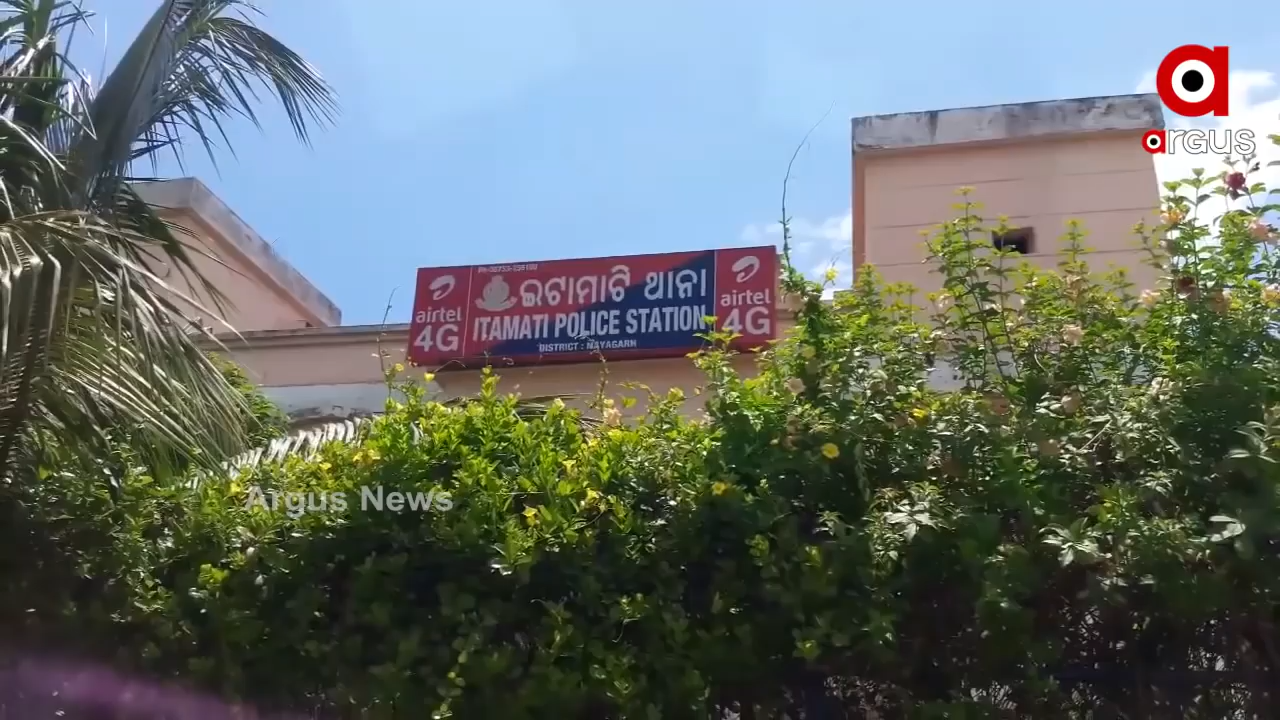 argus
ଇଟାମାଟି ଥାନା
ITAMATI POLICE STATION
DISTRICT : NAYAGARH
airtel
4G
airtel
4G
Argus News